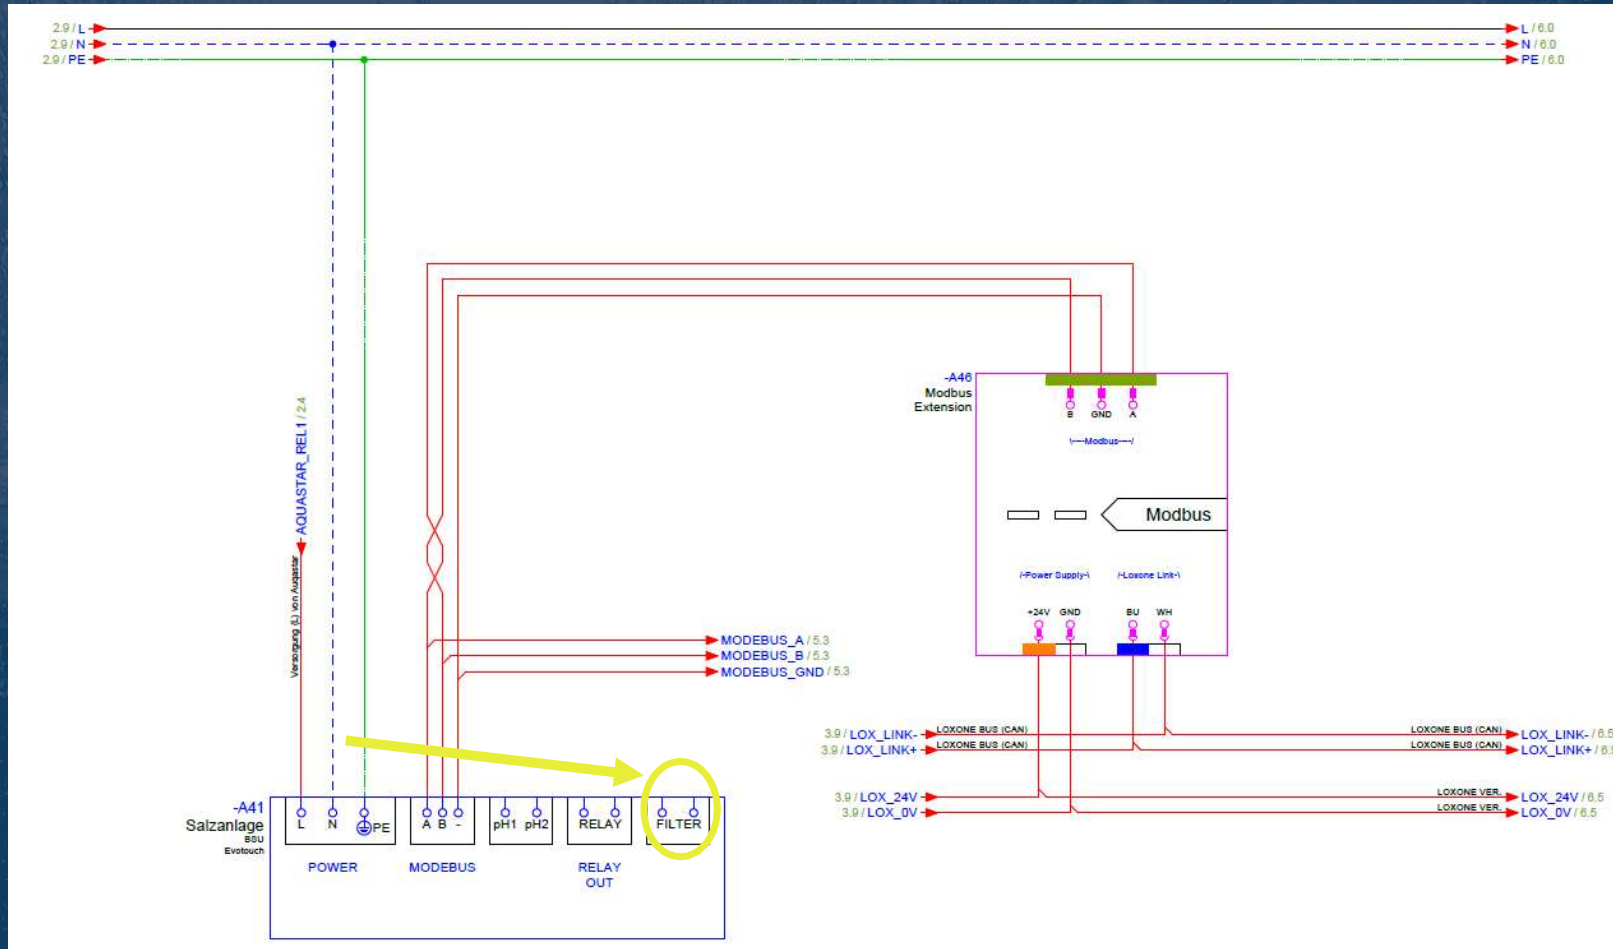 2.9 / L
L / 6.0
2.9 / N
N / 6.0
2.9 / PE
PE / 6.0
-A46
Modbus
Extension
B GND A
\----Modbus----/
Modbus
/-Power Supply-\ /-Loxone Link-\
+24V GND BU WH
AQUASTAR_REL1 / 2.4
Versorgung (L) von Auqastar
MODEBUS_A / 5.3
MODEBUS_B / 5.3
MODEBUS_GND / 5.3
3.9 / LOX_LINK- LOXONE BUS (CAN)
LOXONE BUS (CAN) LOX_LINK- / 6.5
3.9 / LOX_LINK+ LOXONE BUS (CAN)
LOXONE BUS (CAN) LOX_LINK+ / 6.5
3.9 / LOX_24V
LOXONE VER. LOX_24V / 6.5
3.9 / LOX_0V
LOXONE VER. LOX_0V / 6.5
-A41
Salzanlage
BSU
Evotouch
L N PE
A B -
pH1 pH2
RELAY
FILTER
POWER
MODEBUS
RELAY
OUT